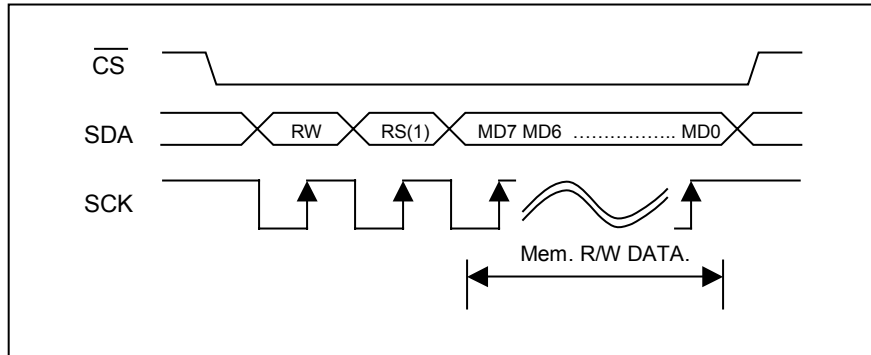 CS
SDA RW RS(1) MD7 MD6 ................ MD0
SCK
Mem. R/W DATA.